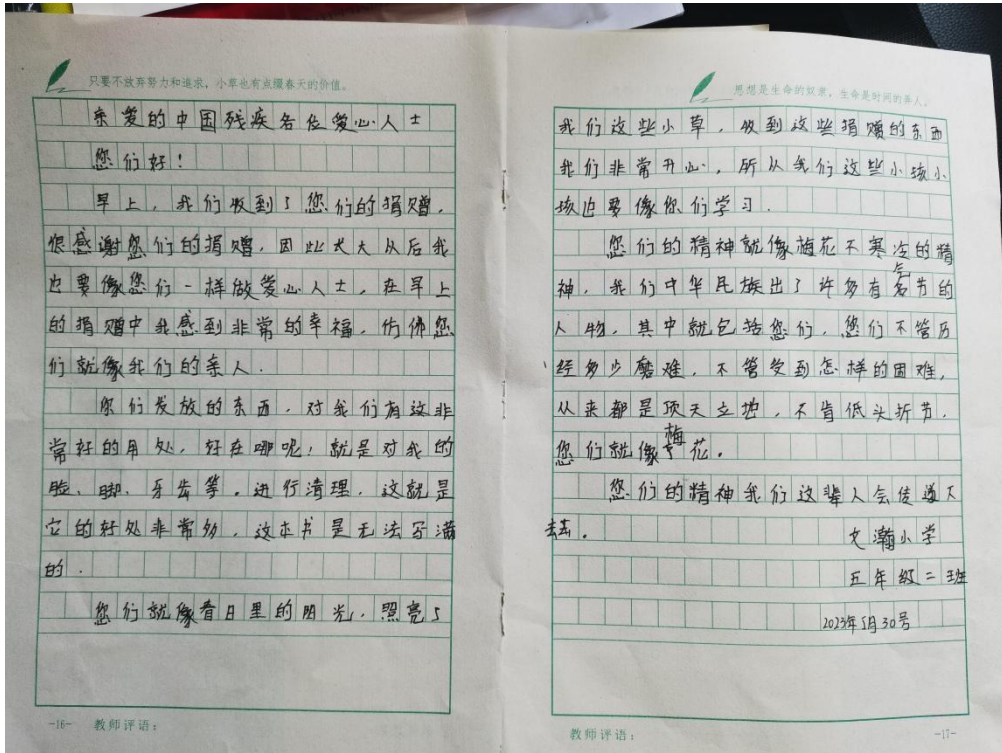 只要不放弃努力和追求，小草也有点缀春天的价值。
亲爱的中国残疾各位爱心人士
您们好！
早上，我们收到了您们的捐赠，
很感谢您们的捐赠，因此大大从后我
也要像您们一样做爱心人士，在早上
的捐赠中我感到非常的幸福，仿佛您
们就像我们的亲人.
你们发放的东西，对我们有这非
常好的用处，好在哪呢！就是对我的
脸、脚、牙齿等。进行清理，这就是
它的好处非常多，这本书是无法写满
的.
您们就像春日里的阳光，照亮了
-16- 教师评语：
思想是生命的奴隶，生命是时间的弄人。
我们这些小草，收到这些捐赠的东西
我们非常开心，所从我们这些小孩小
孩也要像你们学习.
您们的精神就像梅花不寒冷的精
神，我们中华民族出了许多有气节的
人物，其中就包括您们，您们不管历
经多少磨难，不管受到怎样的困难，
从来都是顶天立地，不肯低头折节，
您们就像梅花。
您们的精神我们这辈人会传递下
去。
文瀚小学
五年级二班
2023年5月30号
教师评语： -17-